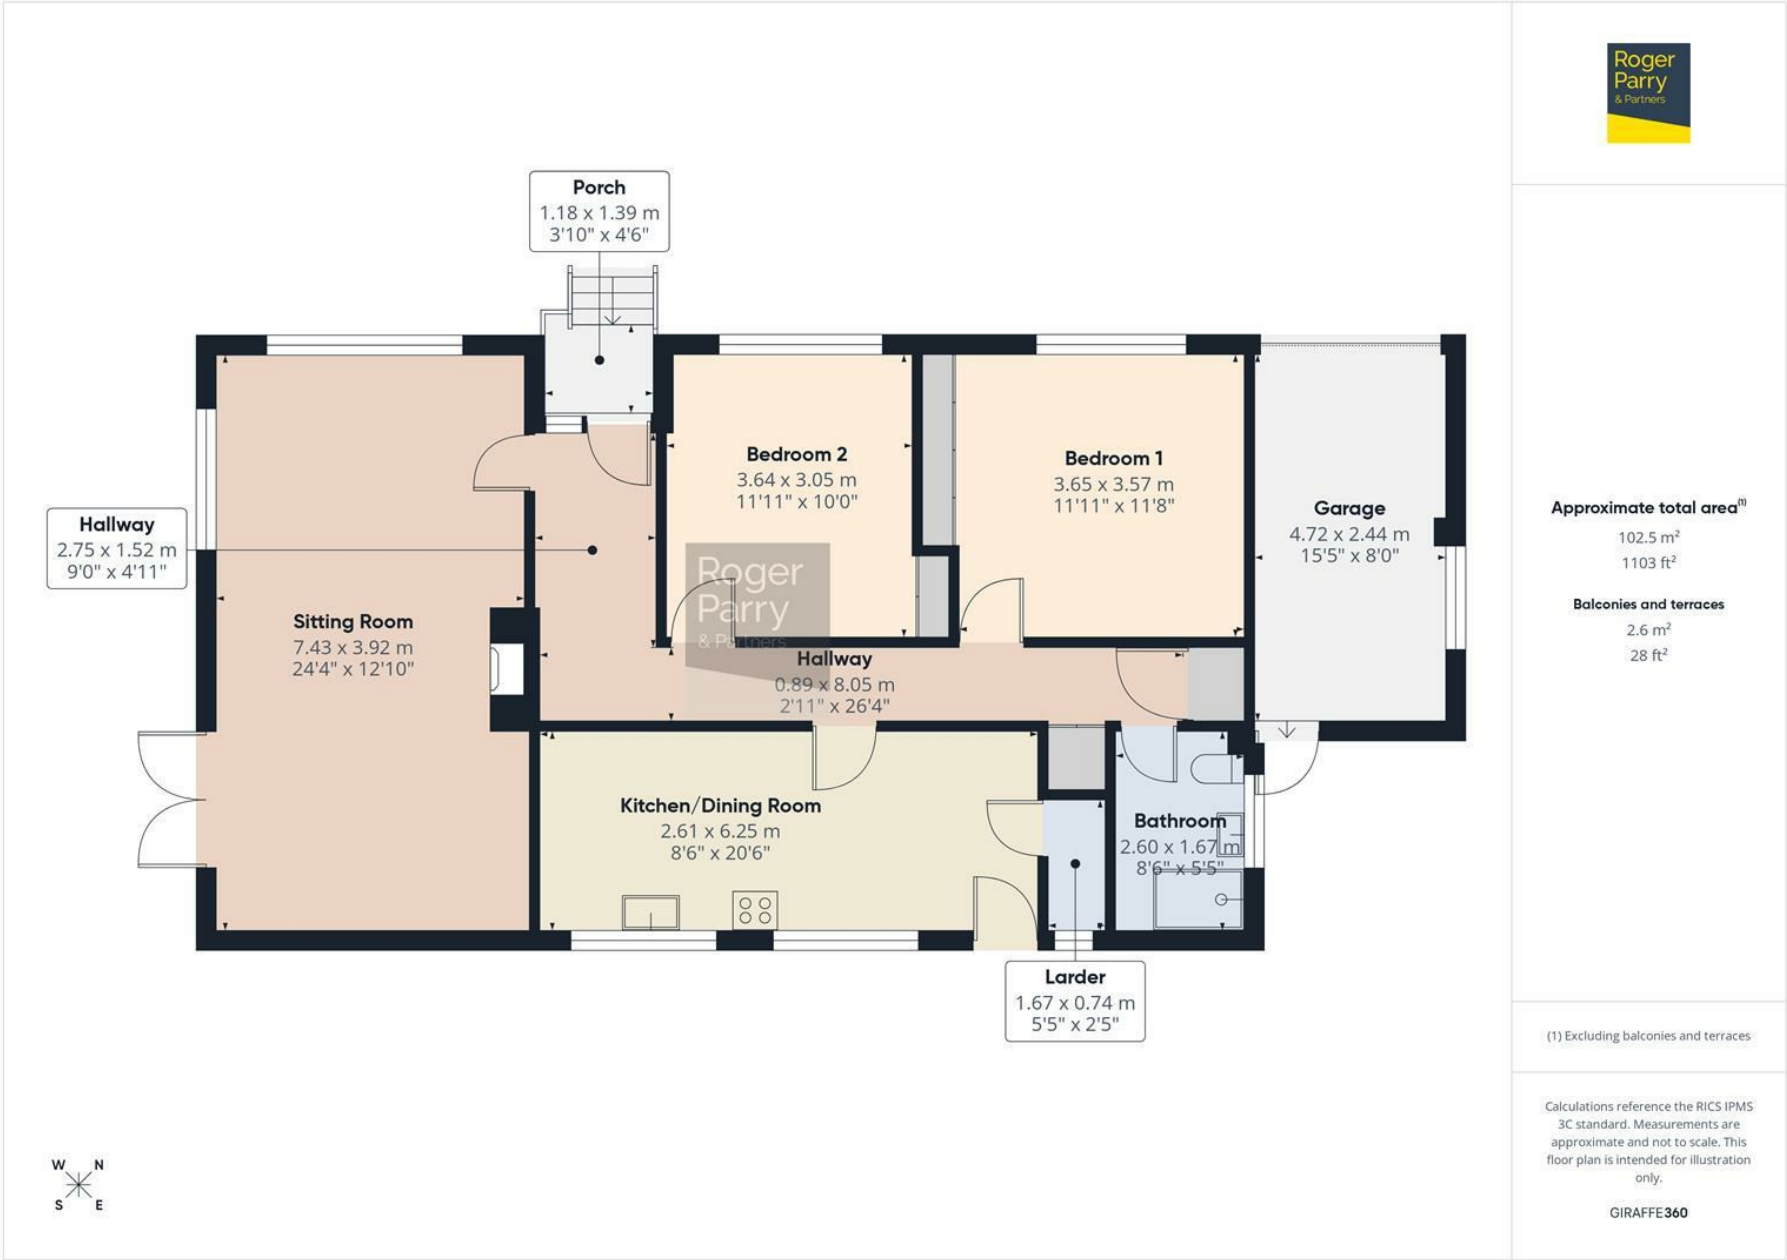 Roger
Parry
& Partners
Porch
1.18 x 1.39 m
3'10" x 4'6"
Bedroom 2
3.64 x 3.05 m
11'11" x 10'0"
Bedroom 1
3.65 x 3.57 m
11'11" x 11'8"
Garage
4.72 x 2.44 m
15'5" x 8'0"
Hallway
2.75 x 1.52 m
9'0" x 4'11"
Sitting Room
7.43 x 3.92 m
24'4" x 12'10"
Roger
Parry
& Partners
Hallway
0.89 x 8.05 m
2'11" x 26'4"
Kitchen/Dining Room
2.61 x 6.25 m
8'6" x 20'6"
Bathroom
2.60 x 1.67 m
8'6" x 5'5"
Larder
1.67 x 0.74 m
5'5" x 2'5"
W N
S E
Approximate total area⁽¹⁾
102.5 m²
1103 ft²
Balconies and terraces
2.6 m²
28 ft²
(1) Excluding balconies and terraces
Calculations reference the RICS IPMS
3C standard. Measurements are
approximate and not to scale. This
floor plan is intended for illustration
only.
GIRAFFE360